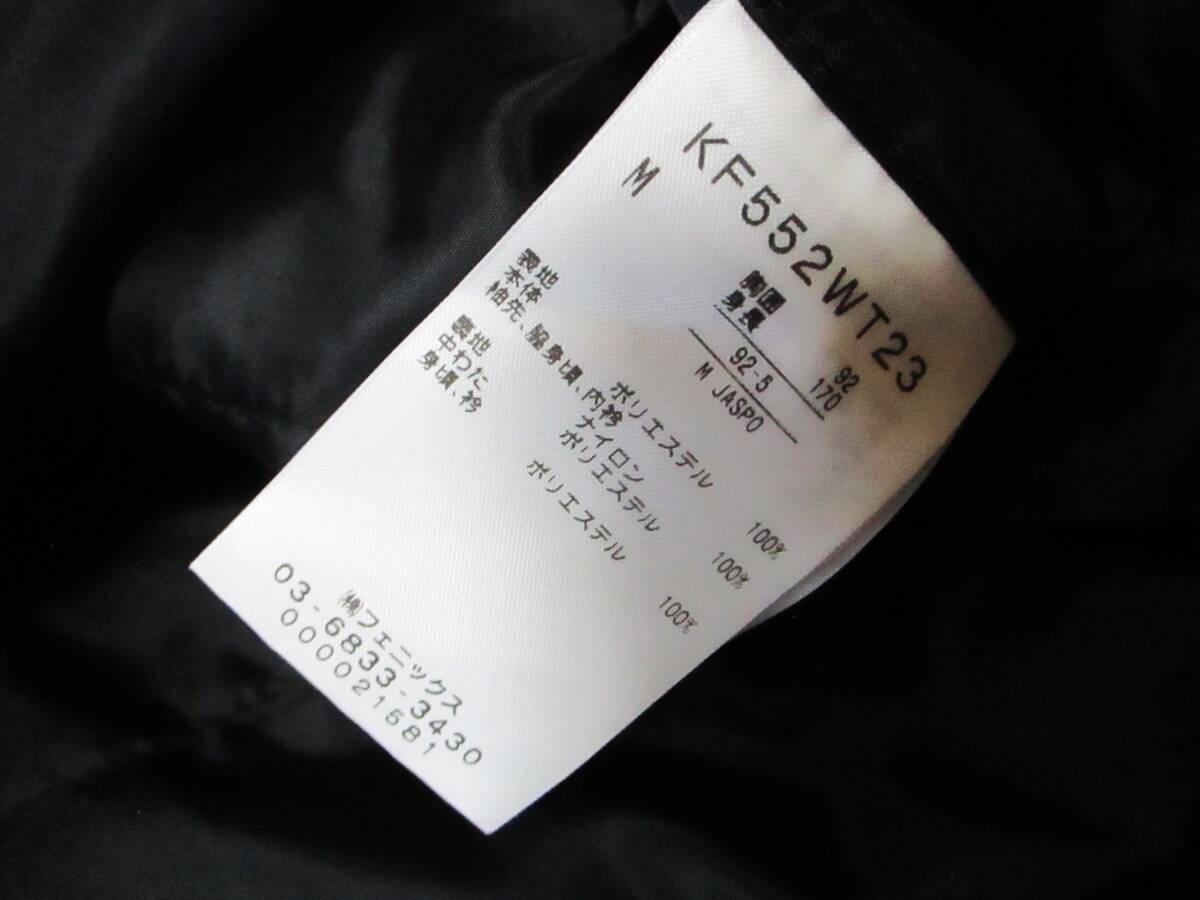 KF552WT23
M
胸囲 92
身長 170
92-5
M JASPO
表地
本体 ポリエステル 100%
袖先、脇身頃、内衿
ナイロン 100%
裏地 ポリエステル 100%
中わた
身頃、衿 ポリエステル 100%
㈱フェニックス
03-6833-3430
000021581